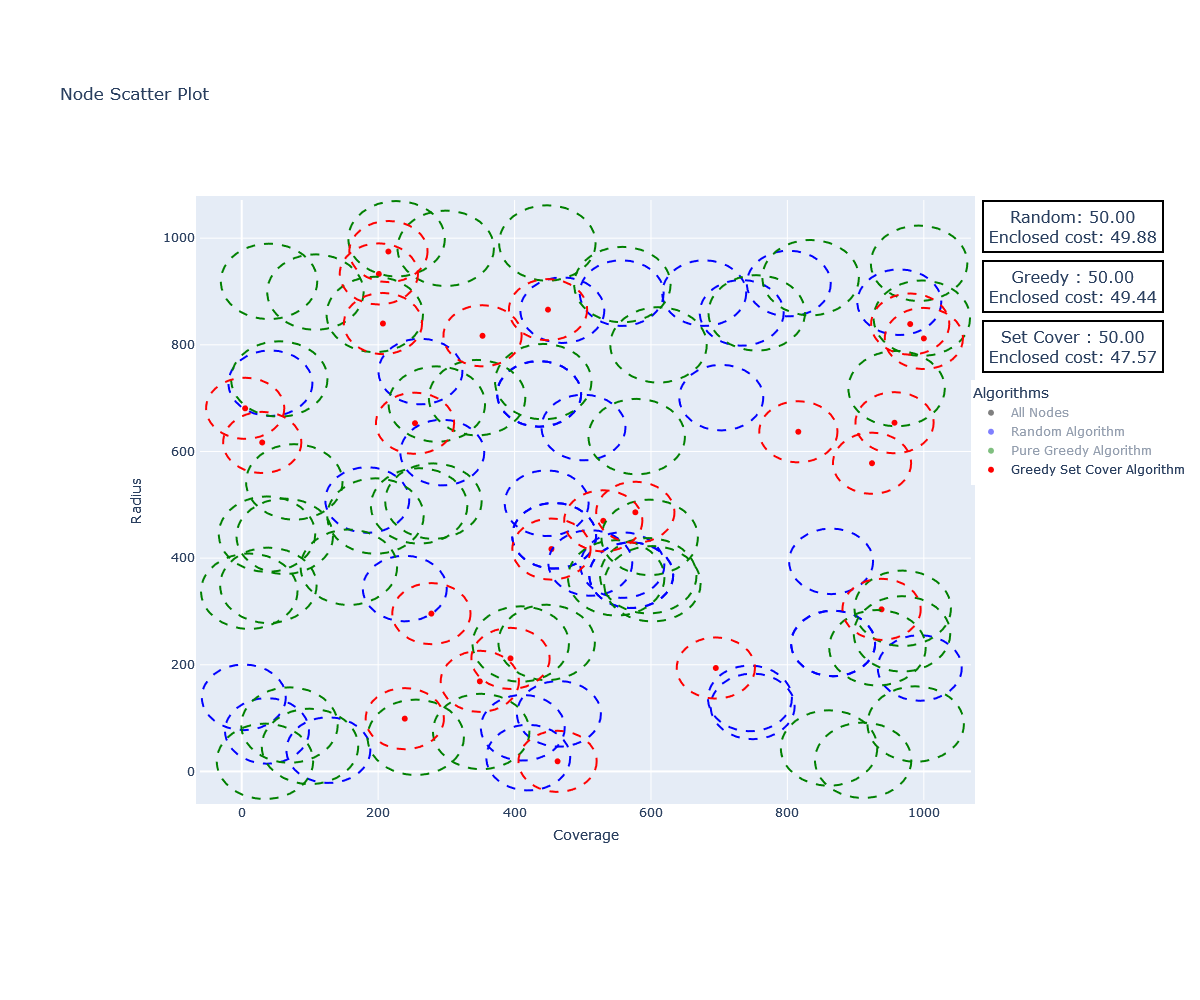 Node Scatter Plot
Random: 50.00
Enclosed cost: 49.88
Greedy : 50.00
Enclosed cost: 49.44
Set Cover : 50.00
Enclosed cost: 47.57
Algorithms
All Nodes
Random Algorithm
Pure Greedy Algorithm
Greedy Set Cover Algorithm
Radius
1000
800
600
400
200
0
0 200 400 600 800 1000
Coverage